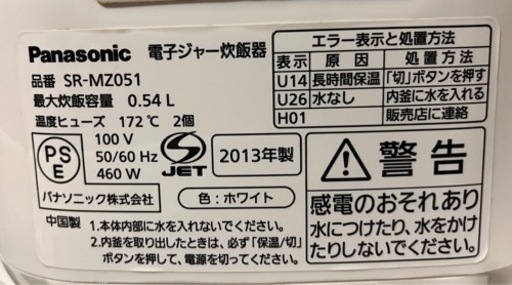 Panasonic 電子ジャー炊飯器
品番 SR-MZ051
最大炊飯容量 0.54 L
温度ヒューズ 172℃ 2個
PSE
100 V
50/60 Hz
460 W
S JET
2013年製
パナソニック株式会社
色:ホワイト
中国製
1.本体内部に水を入れないでください。
2.内釜を取り出したときは、必ず「保温/切」
ボタンを押して、電源を切ってください。
エラー表示と処置方法
表示 原因 処置方法
U14 長時間保温 「切」ボタンを押す
U26 水なし 内釜に水を入れる
H01 販売店に連絡
警告
感電のおそれあり
水につけたり、水をかけ
たりしないでください。